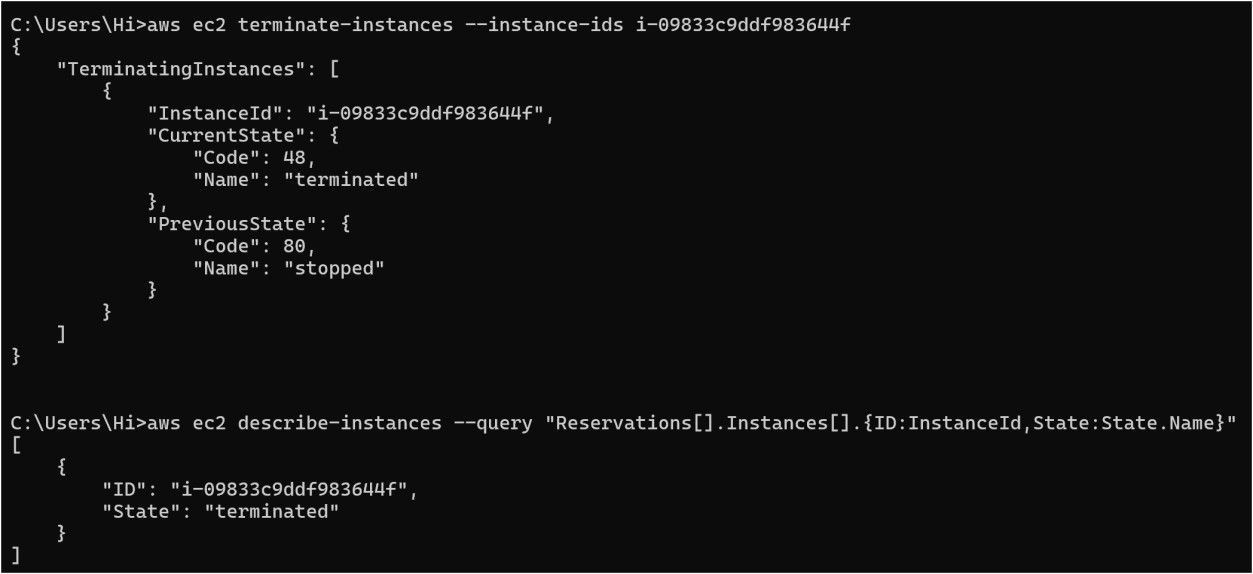 C:\Users\Hi>aws ec2 terminate-instances --instance-ids i-09833c9ddf983644f
{
    "TerminatingInstances": [
        {
            "InstanceId": "i-09833c9ddf983644f",
            "CurrentState": {
                "Code": 48,
                "Name": "terminated"
            },
            "PreviousState": {
                "Code": 80,
                "Name": "stopped"
            }
        }
    ]
}
C:\Users\Hi>aws ec2 describe-instances --query "Reservations[].Instances[].{ID:InstanceId,State:State.Name}"
[
    {
        "ID": "i-09833c9ddf983644f",
        "State": "terminated"
    }
]